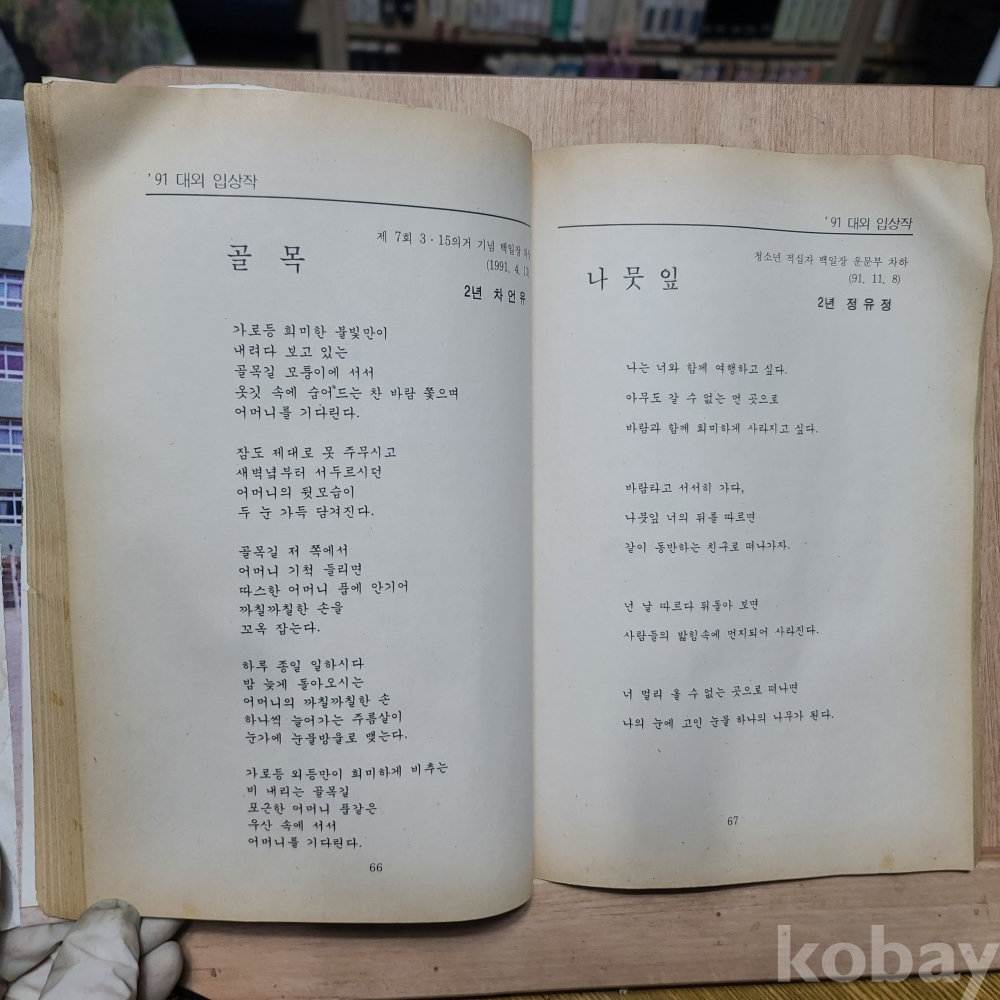 '91 대외 입상작
골 목
제 7회 3·15의거 기념 백일장
(1991. 4. 13
2년 차언유
가로등 희미한 불빛만이
내려다 보고 있는
골목길 모퉁이에 서서
옷깃 속에 숨어드는 찬 바람 쫓으며
어머니를 기다린다.
잠도 제대로 못 주무시고
새벽녘부터 서두르시던
어머니의 뒷모습이
두 눈 가득 담겨진다.
골목길 저 쪽에서
어머니 기척 들리면
따스한 어머니 품에 안기어
까칠까칠한 손을
꼬옥 잡는다.
하루 종일 일하시다
밤 늦게 돌아오시는
어머니의 까칠까칠한 손
하나씩 늘어가는 주름살이
눈가에 눈물방울로 맺는다.
가로등 외등만이 희미하게 비추는
비 내리는 골목길
포근한 어머니 품같은
우산 속에 서서
어머니를 기다린다.
66
'91 대외 입상작
나 뭇 잎
청소년 적십자 백일장 운문부 차하
(91. 11. 8)
2년 정유정
나는 너와 함께 여행하고 싶다.
아무도 갈 수 없는 먼 곳으로
바람과 함께 희미하게 사라지고 싶다.
바람타고 서서히 가다,
나뭇잎 너의 뒤를 따르면
같이 동반하는 친구로 떠나가자.
넌 날 따르다 뒤돌아 보면
사람들의 밟힘속에 먼지되어 사라진다.
너 멀리 올 수 없는 곳으로 떠나면
나의 눈에 고인 눈물 하나의 나무가 된다.
67
kobay